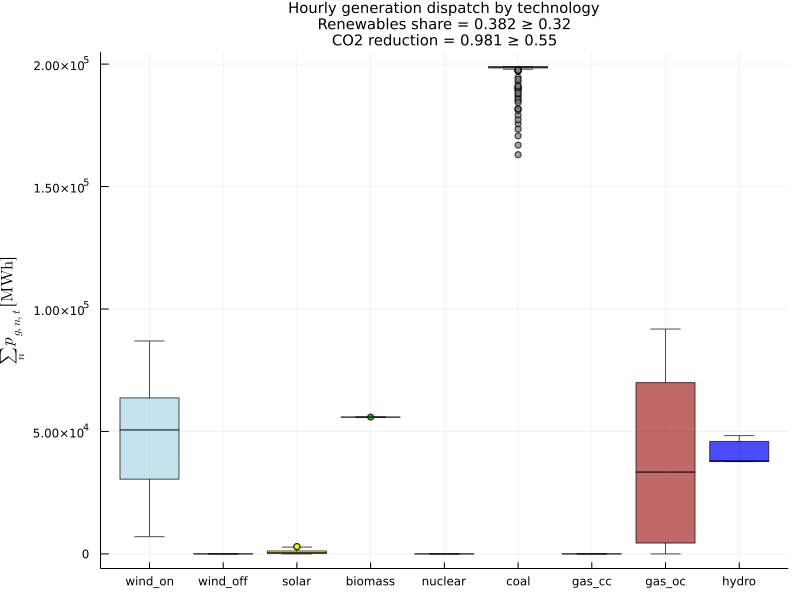 Hourly generation dispatch by technology
Renewables share = 0.382 ≥ 0.32
CO2 reduction = 0.981 ≥ 0.55
2.00×10⁵
1.50×10⁵
1.00×10⁵
5.00×10⁴
0
∑ₙ p g,n,t [MWh]
wind_on wind_off solar biomass nuclear coal gas_cc gas_oc hydro